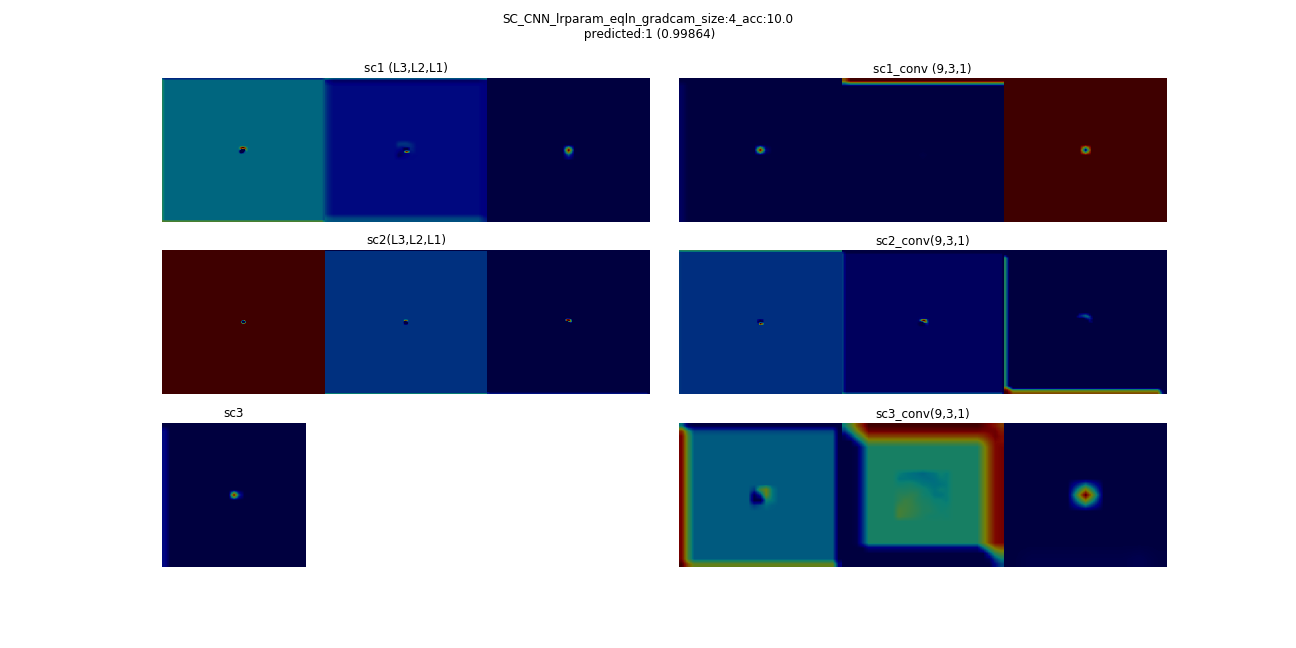 SC_CNN_lrparam_eqln_gradcam_size:4_acc:10.0
predicted:1 (0.99864)
sc1 (L3,L2,L1)
sc1_conv (9,3,1)
sc2(L3,L2,L1)
sc2_conv(9,3,1)
sc3
sc3_conv(9,3,1)